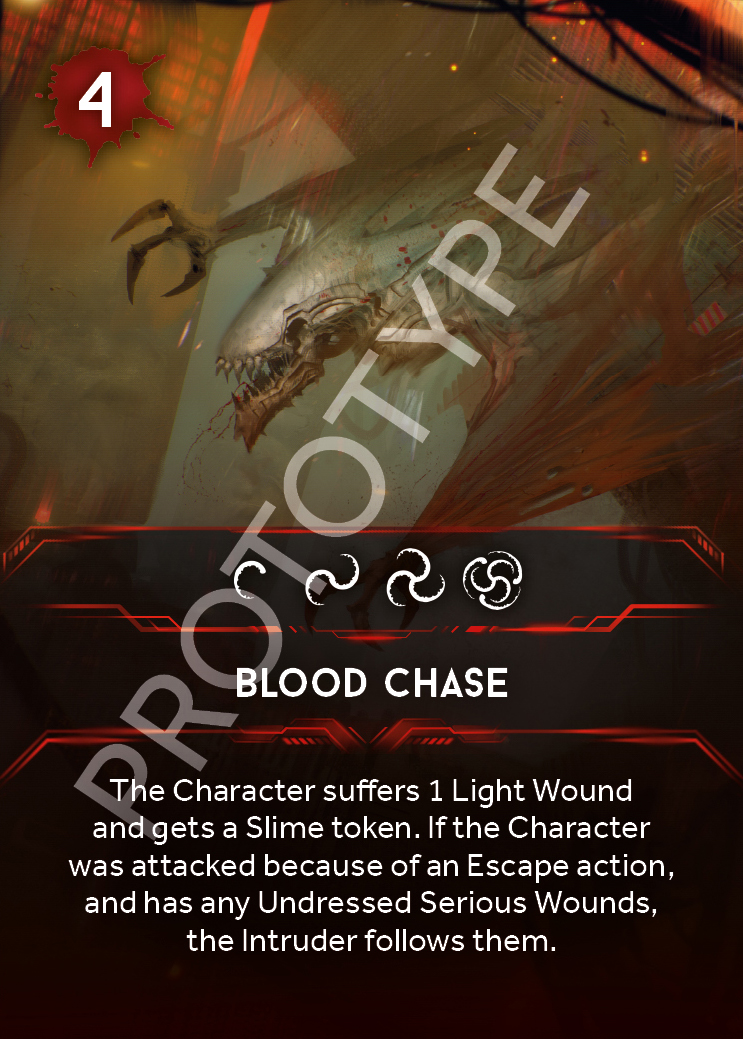 4
PROTOTYPE
BLOOD CHASE
The Character suffers 1 Light Wound
and gets a Slime token. If the Character
was attacked because of an Escape action,
and has any Undressed Serious Wounds,
the Intruder follows them.